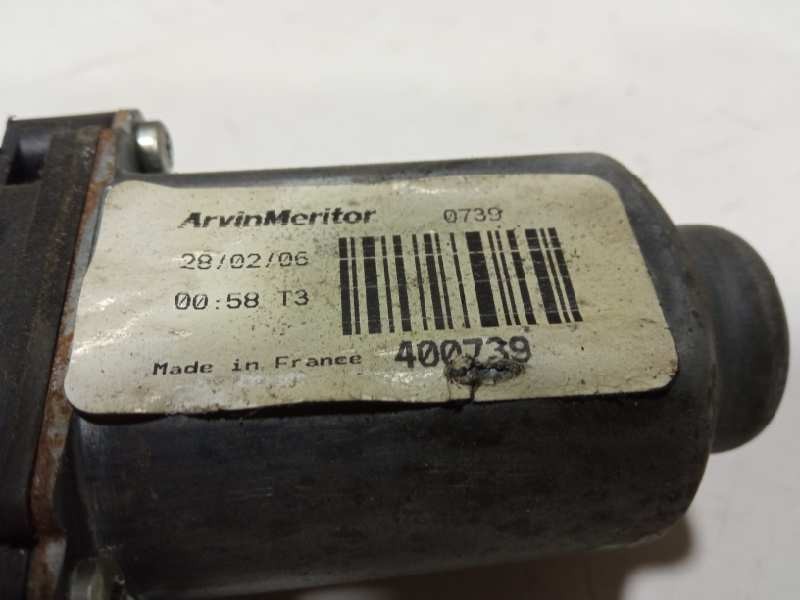 ArvinMeritor 0739
28/02/06
00:58 T3
Made in France 400739